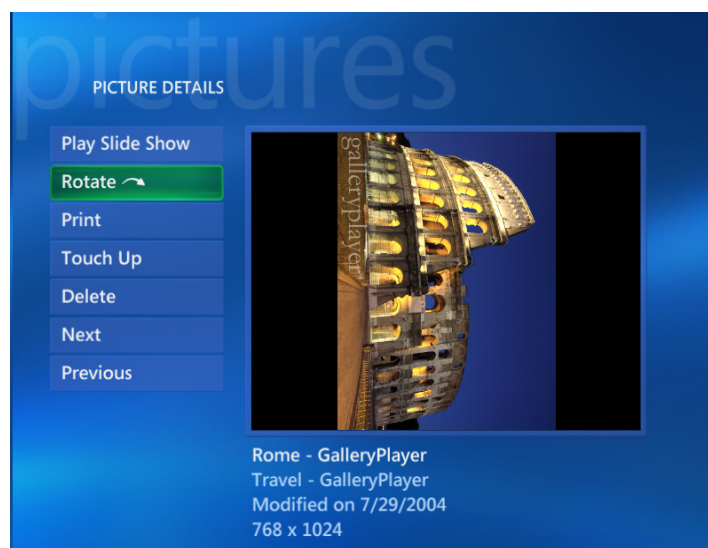 pictures
PICTURE DETAILS
Play Slide Show
Rotate
Print
Touch Up
Delete
Next
Previous
galleryplayer
Rome - GalleryPlayer
Travel - GalleryPlayer
Modified on 7/29/2004
768 x 1024